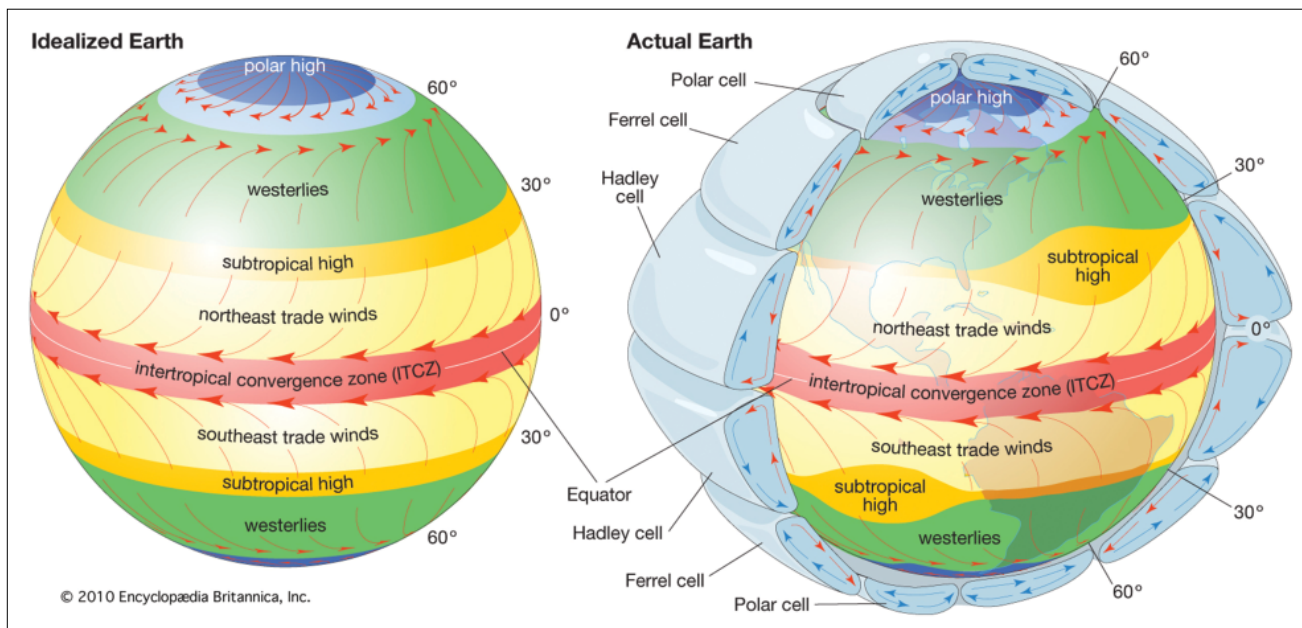 Idealized Earth
polar high
60°
westerlies
30°
subtropical high
northeast trade winds
0°
intertropical convergence zone (ITCZ)
southeast trade winds
30°
subtropical high
westerlies
60°
© 2010 Encyclopædia Britannica, Inc.
Equator
Actual Earth
Polar cell
Ferrel cell
Hadley
cell
polar high
60°
30°
westerlies
subtropical
high
northeast trade winds
0°
intertropical convergence zone (ITCZ)
southeast trade winds
subtropical
high
30°
westerlies
60°
Hadley cell
Ferrel cell
Polar cell